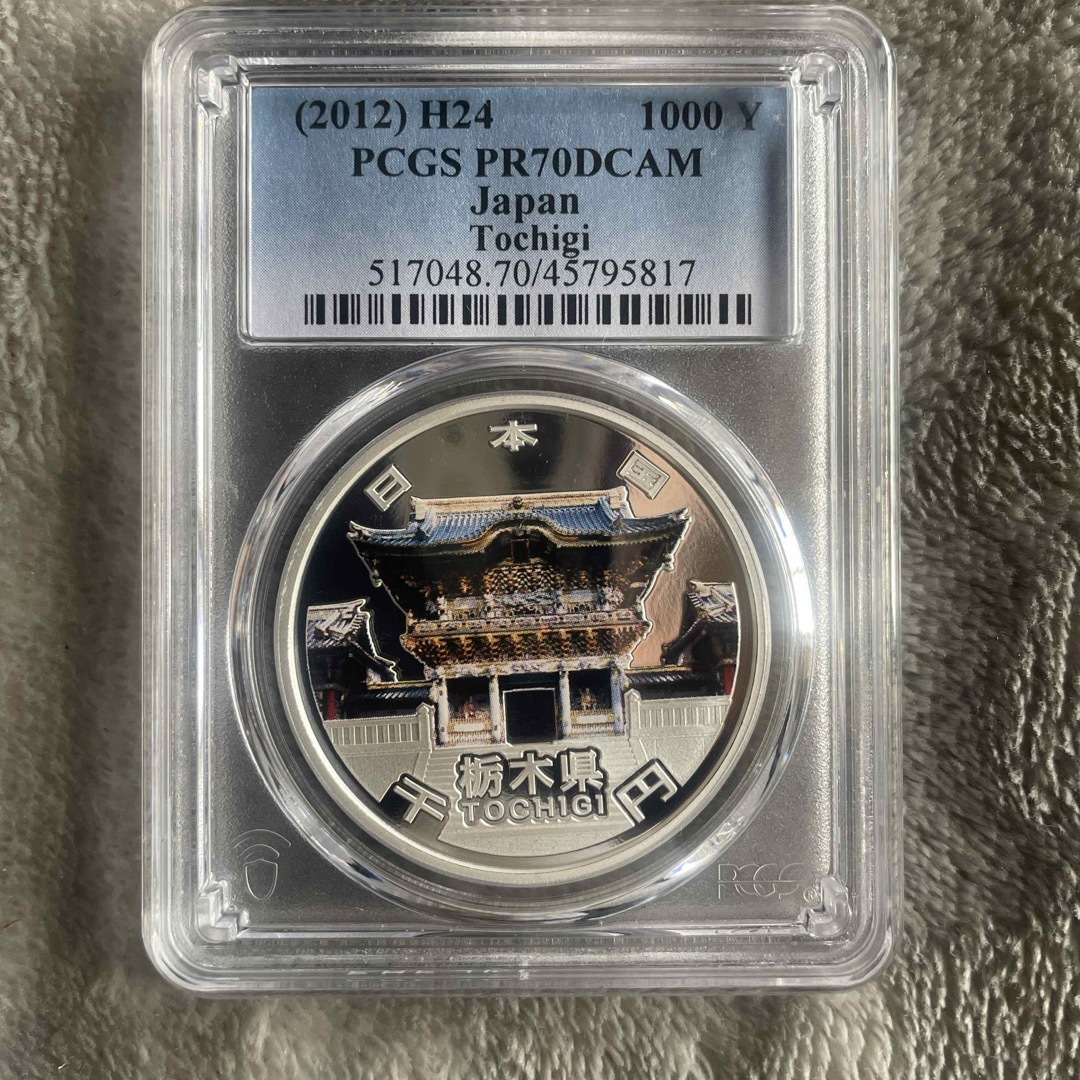 (2012) H24 1000 Y
PCGS PR70DCAM
Japan
Tochigi
517048.70/45795817
日本国
栃木県
TOCHIGI
千円
PCGS®